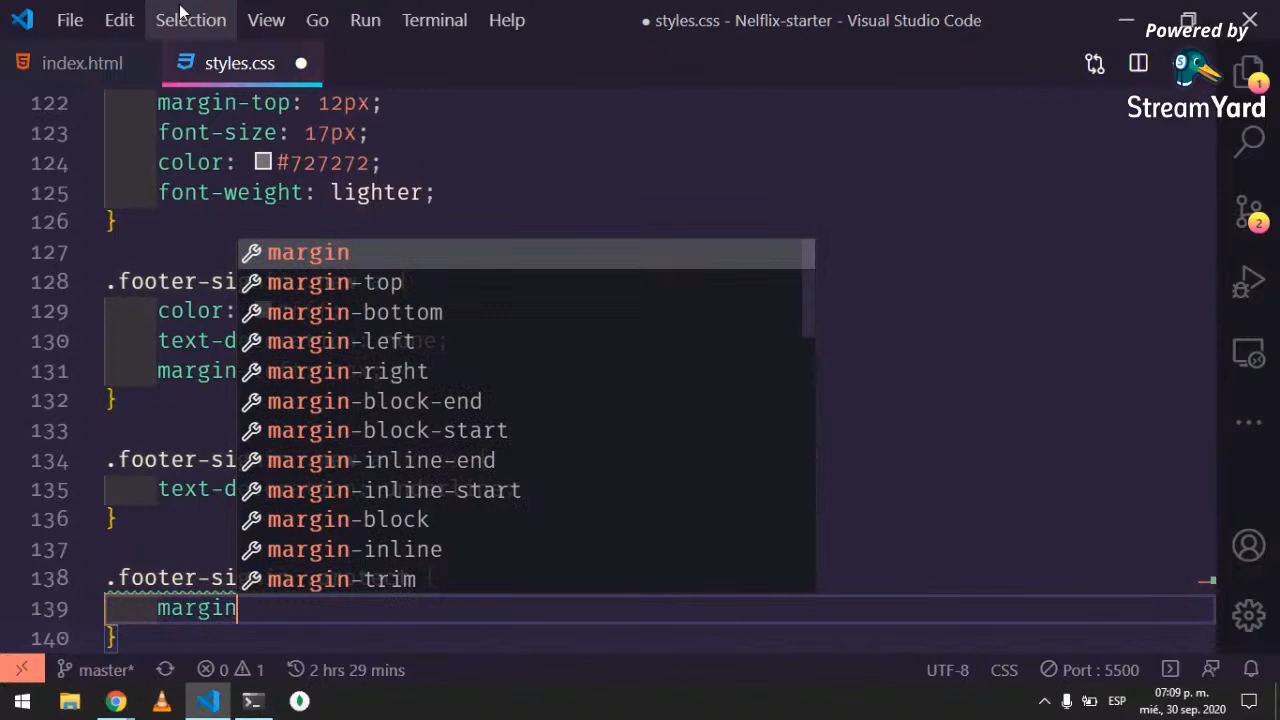 File Edit Selection View Go Run Terminal Help ● styles.css - Nelflix-starter - Visual Studio Code
Powered by
StreamYard
index.html styles.css
122 margin-top: 12px;
123 font-size: 17px;
124 color: #727272;
125 font-weight: lighter;
126 }
127 margin
128 .footer-si margin-top
129 color: margin-bottom
130 text-d margin-left
131 margin margin-right
132 } margin-block-end
133 margin-block-start
134 .footer-si margin-inline-end
135 text-d margin-inline-start
136 } margin-block
137 margin-inline
138 .footer-si margin-trim
139 margin
140 }
1
2
master* 0 1 2 hrs 29 mins UTF-8 CSS Port : 5500
ESP 07:09 p. m.
mié., 30 sep. 2020